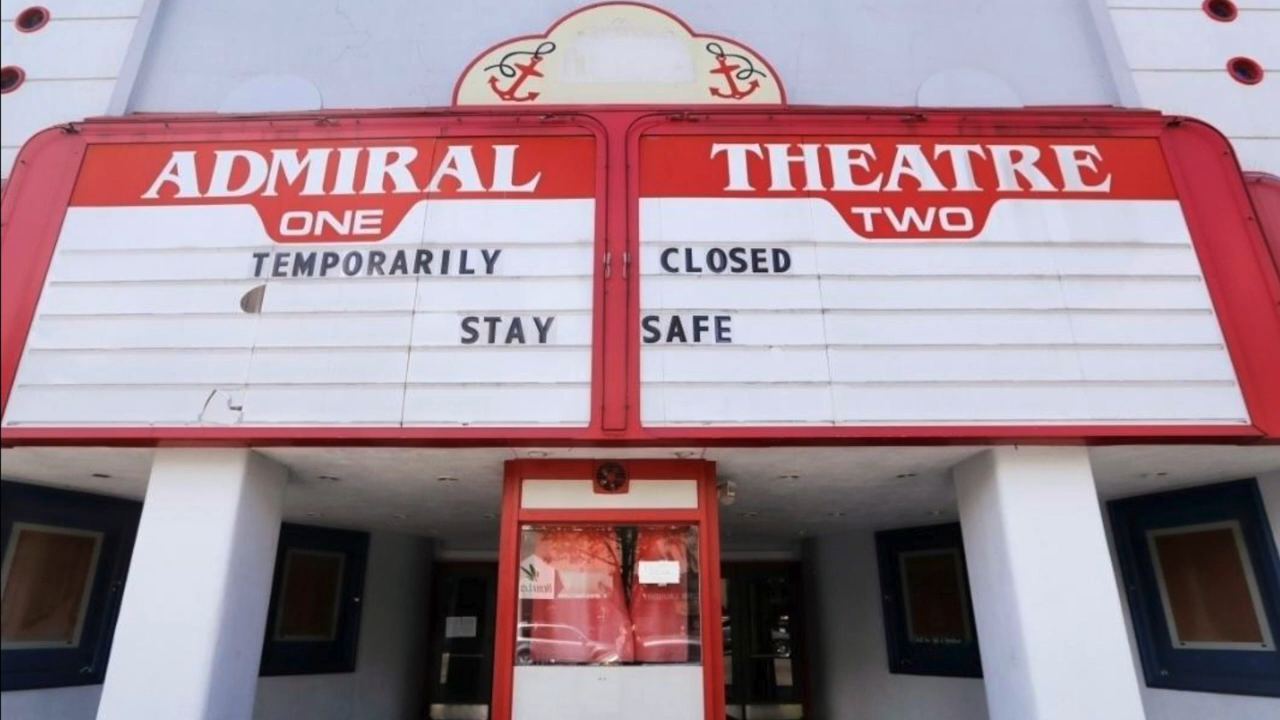 ADMIRAL THEATRE
ONE TWO
TEMPORARILY CLOSED
STAY SAFE